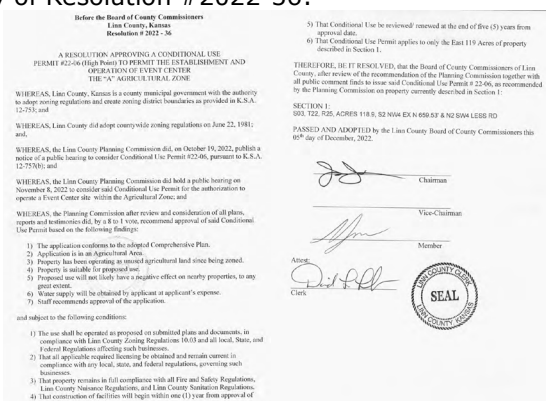 y of Resolution #2022-36.
Before the Board of County Commissioners
Linn County, Kansas
Resolution # 2022 - 36
A RESOLUTION APPROVING A CONDITIONAL USE
PERMIT #22-06 (High Point) TO PERMIT THE ESTABLISHMENT AND
OPERATION OF EVENT CENTER
THE "A" AGRICULTURAL ZONE
WHEREAS, Linn County, Kansas is a county municipal government with the authority
to adopt zoning regulations and create zoning district boundaries as provided in K.S.A.
12-753; and
WHEREAS, Linn County did adopt countywide zoning regulations on June 22, 1981;
and,
WHEREAS, the Linn County Planning Commission did, on October 19, 2022, publish a
notice of a public hearing to consider Conditional Use Permit #22-06, pursuant to K.S.A.
12-757(b); and
WHEREAS, the Linn County Planning Commission did hold a public hearing on
November 8, 2022 to consider said Conditional Use Permit for the authorization to
operate a Event Center site within the Agricultural Zone; and
WHEREAS, the Planning Commission after review and consideration of all plans,
reports and testimonies did, by a 8 to 1 vote, recommend approval of said Conditional
Use Permit based on the following findings:
1) The application conforms to the adopted Comprehensive Plan.
2) Application is in an Agricultural Area.
3) Property has been operating as unused agricultural land since being zoned.
4) Property is suitable for proposed use.
5) Proposed use will not likely have a negative effect on nearby properties, to any
great extent.
6) Water supply will be obtained by applicant at applicant's expense.
7) Staff recommends approval of the application.
and subject to the following conditions:
1) The use shall be operated as proposed on submitted plans and documents, in
compliance with Linn County Zoning Regulations 10.03 and all local, State, and
Federal Regulations affecting such businesses.
2) That all applicable required licensing be obtained and remain current in
compliance with any local, state, and federal regulations, governing such
businesses.
3) That property remains in full compliance with all Fire and Safety Regulations,
Linn County Nuisance Regulations, and Linn County Sanitation Regulations.
4) That construction of facilities will begin within one (1) year from approval of
5) That Conditional Use be reviewed/ renewed at the end of five (5) years from
approval date.
6) That Conditional Use Permit applies to only the East 119 Acres of property
described in Section 1.
THEREFORE, BE IT RESOLVED, that the Board of County Commissioners of Linn
County, after review of the recommendation of the Planning Commission together with
all public comment finds to issue said Conditional Use Permit # 22-06, as recommended
by the Planning Commission on property currently described in Section 1:
SECTION 1:
S03, T22, R25, ACRES 118.9, S2 NW4 EX N 659.53' & N2 SW4 LESS RD
PASSED AND ADOPTED by the Linn County Board of County Commissioners this
05th day of December, 2022.
Chairman
Vice-Chairman
Member
Attest:
Clerk
LINN COUNTY CLERK
SEAL
LINN COUNTY, KANSAS